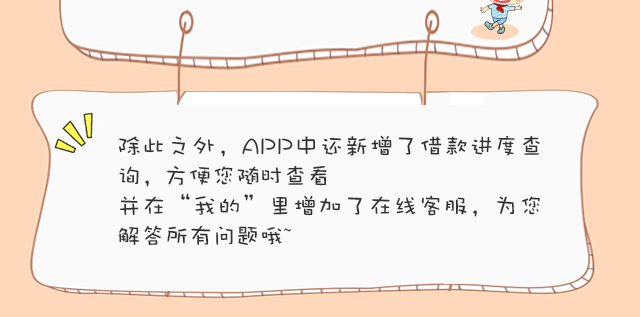 除此之外，APP中还新增了借款进度查
询，方便您随时查看
并在“我的”里增加了在线客服，为您
解答所有问题哦~